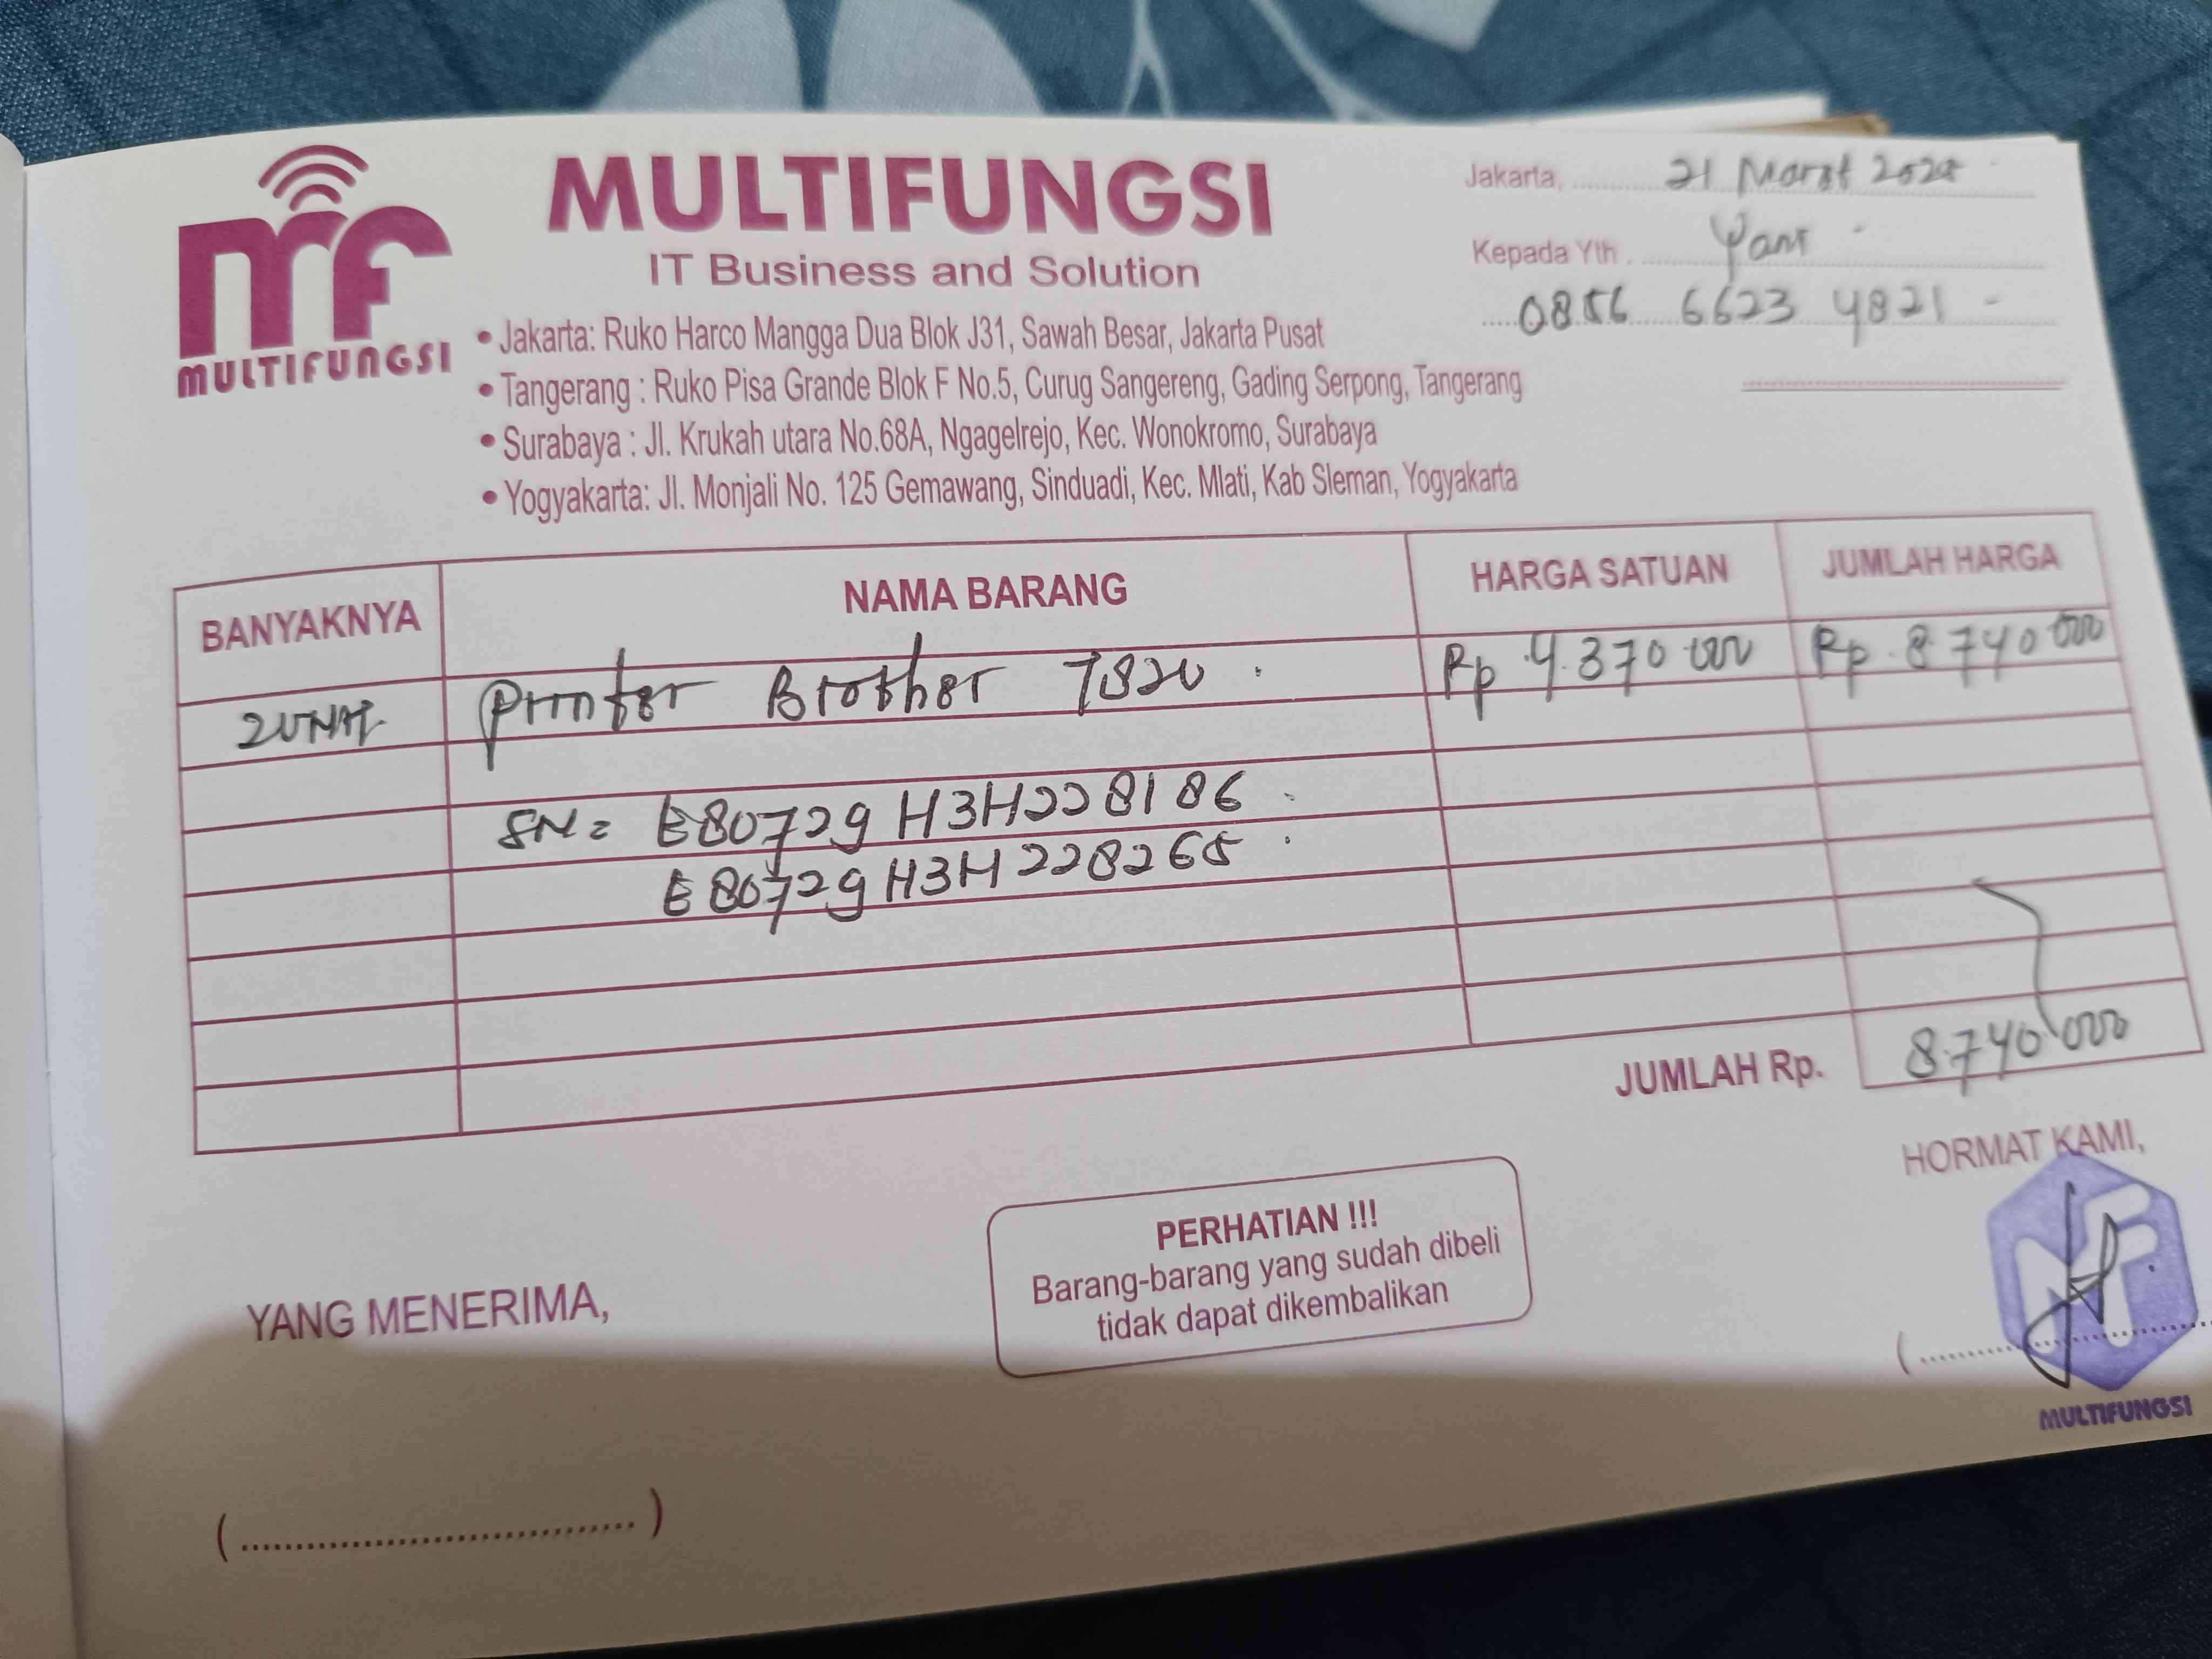 mf
MULTIFUNGSI
MULTIFUNGSI
IT Business and Solution
• Jakarta: Ruko Harco Mangga Dua Blok J31, Sawah Besar, Jakarta Pusat
• Tangerang : Ruko Pisa Grande Blok F No.5, Curug Sangereng, Gading Serpong, Tangerang
• Surabaya : Jl. Krukah utara No.68A, Ngagelrejo, Kec. Wonokromo, Surabaya
• Yogyakarta: Jl. Monjali No. 125 Gemawang, Sinduadi, Kec. Mlati, Kab Sleman, Yogyakarta
Jakarta, 21 Maret
Kepada Yth. Yani
0856 6623 4821
BANYAKNYA NAMA BARANG HARGA SATUAN JUMLAH HARGA
2 Unit Printer Brother 7820 Rp 4.370.000 Rp 8.740.000
SN = E80729H3H228186
E80729H3H228265
JUMLAH Rp. 8.740.000
HORMAT KAMI,
MF
MULTIFUNGSI
PERHATIAN !!!
Barang-barang yang sudah dibeli
tidak dapat dikembalikan
YANG MENERIMA,
(....................................)